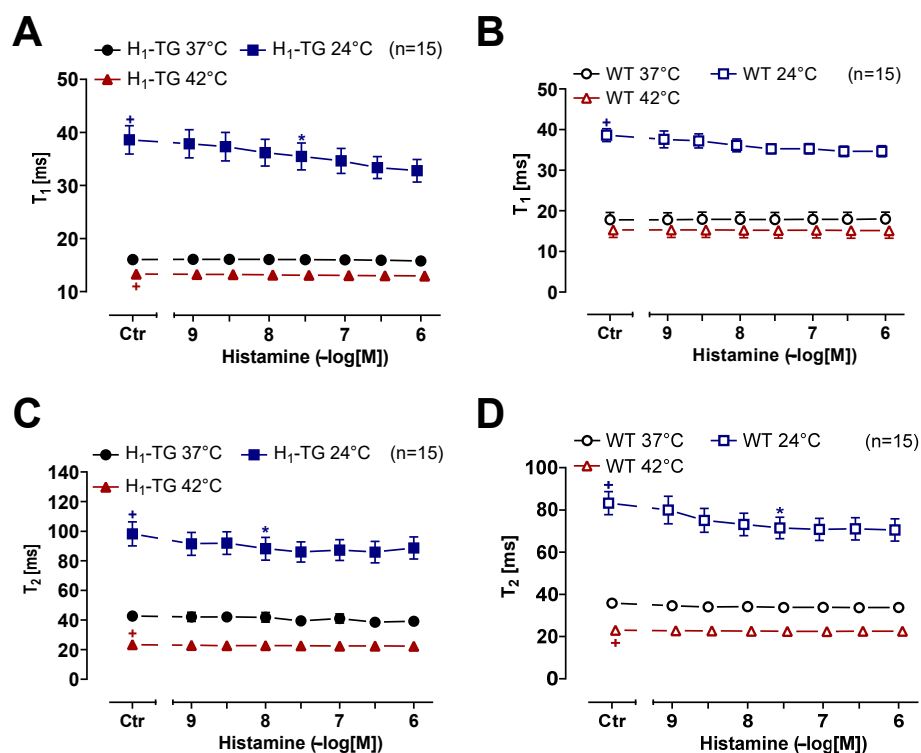 A
H₁-TG 37°C H₁-TG 24°C (n=15)
H₁-TG 42°C
T₁ [ms]
50
40
30
20
10
+
*
+
Ctr 9 8 7 6
Histamine (–log[M])
B
WT 37°C WT 24°C (n=15)
WT 42°C
T₁ [ms]
50
40
30
20
10
0
+
Ctr 9 8 7 6
Histamine (–log[M])
C
H₁-TG 37°C H₁-TG 24°C (n=15)
H₁-TG 42°C
T₂ [ms]
140
120
100
80
60
40
20
0
+
*
+
Ctr 9 8 7 6
Histamine (–log[M])
D
WT 37°C WT 24°C (n=15)
WT 42°C
T₂ [ms]
100
80
60
40
20
0
+
*
+
Ctr 9 8 7 6
Histamine (–log[M])